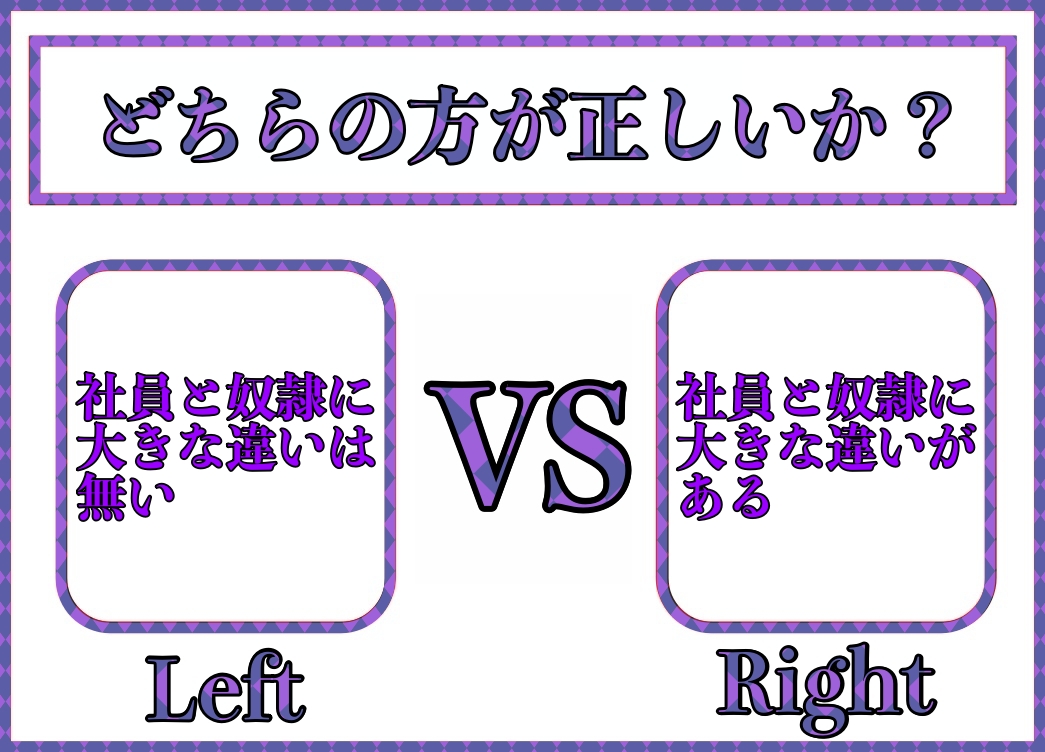 どちらの方が正しいか？
社員と奴隷に
大きな違いは
無い
VS
社員と奴隷に
大きな違いが
ある
Left
Right